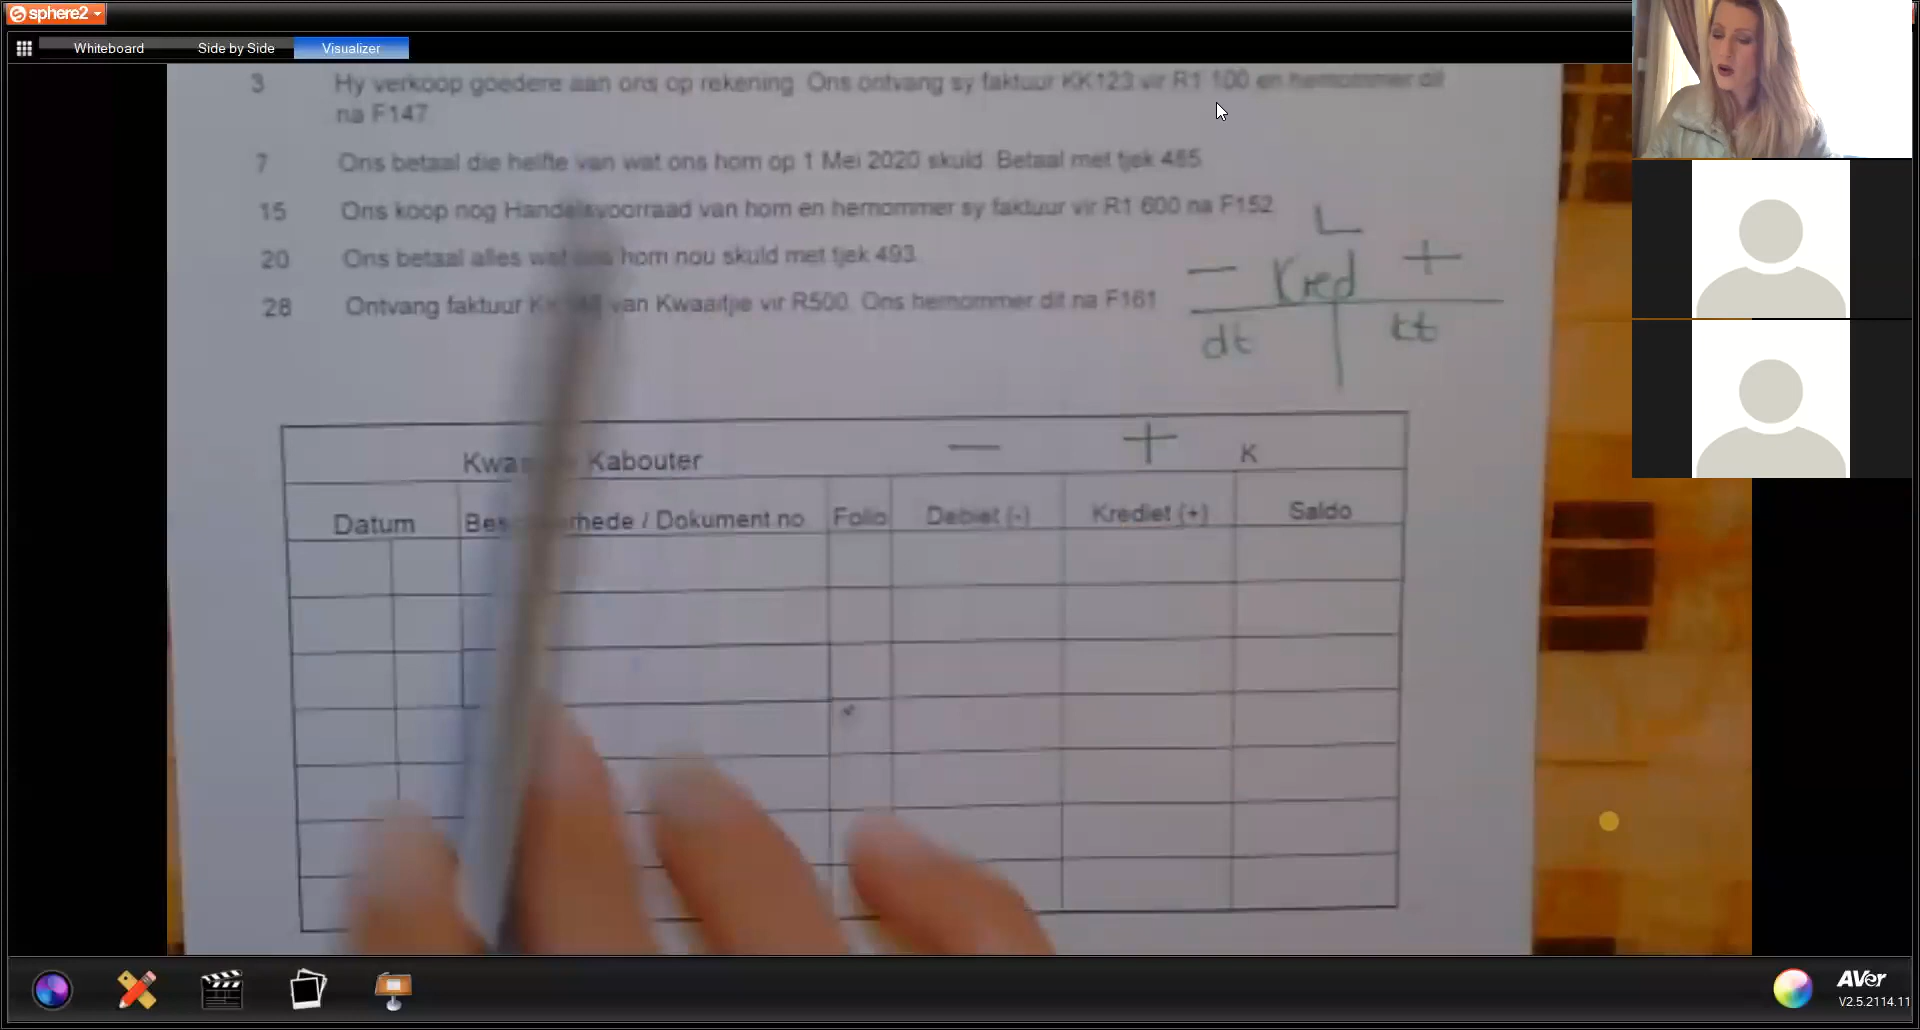 sphere2
Whiteboard Side by Side Visualizer
3 Hy verkoop goedere aan ons op rekening. Ons ontvang sy faktuur KK123 vir R1 100 en hernommer dit
na F147
7 Ons betaal die helfte van wat ons hom op 1 Mei 2020 skuld. Betaal met tjek 465
15 Ons koop nog Handelsvoorraad van hom en hernommer sy faktuur vir R1 600 na F152
20 Ons betaal alles wat ons hom nou skuld met tjek 493.
28 Ontvang faktuur van Kwaaitjie vir R500. Ons hernommer dit na F161
L
— Kred +
dt kt
— +
Kabouter K
Datum / Dokument no Folio Debiet (-) Krediet (+) Saldo
AVer
V2.5.2114.11